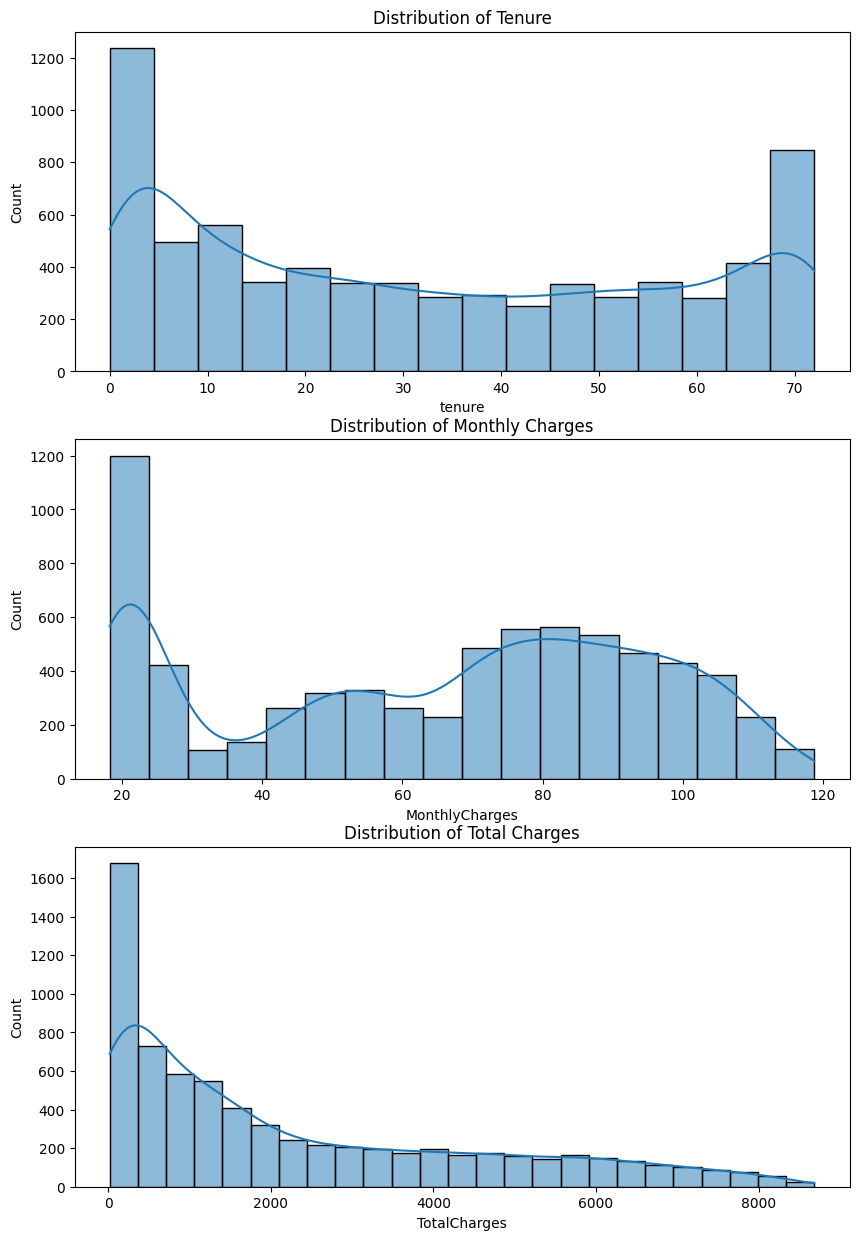 Distribution of Tenure
1200
1000
800
600
400
200
0
Count
0 10 20 30 40 50 60 70
tenure
Distribution of Monthly Charges
1200
1000
800
600
400
200
0
Count
20 40 60 80 100 120
MonthlyCharges
Distribution of Total Charges
1600
1400
1200
1000
800
600
400
200
0
Count
0 2000 4000 6000 8000
TotalCharges